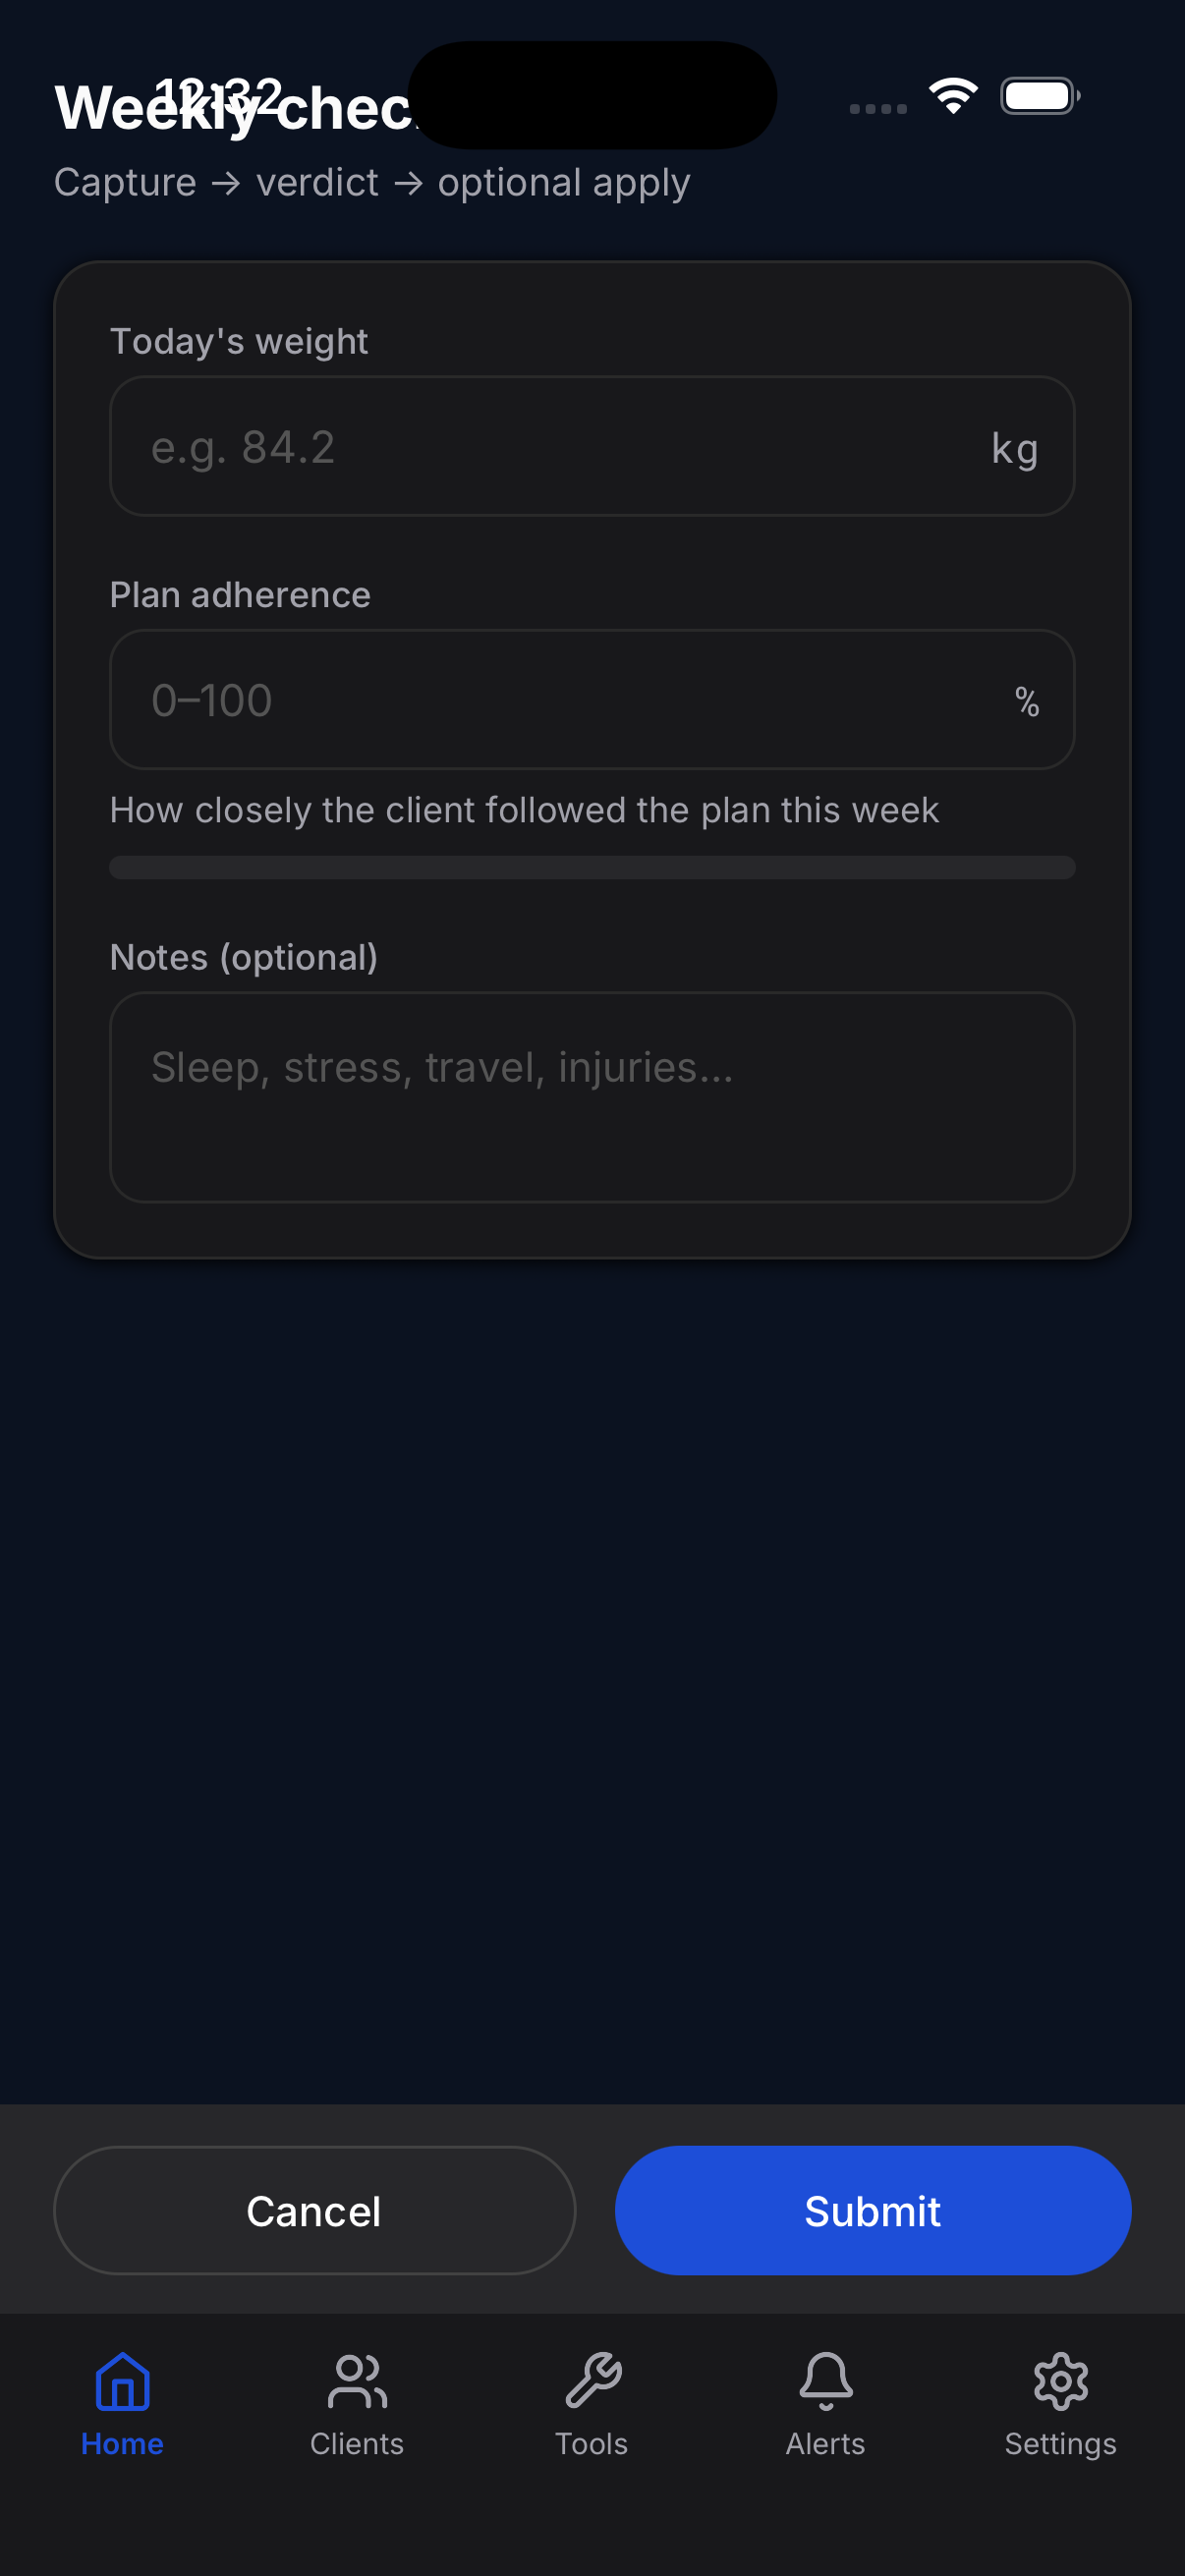 12:32
Weekly chec
Capture → verdict → optional apply
Today's weight
e.g. 84.2
kg
Plan adherence
0–100
%
How closely the client followed the plan this week
Notes (optional)
Sleep, stress, travel, injuries...
Cancel
Submit
Home
Clients
Tools
Alerts
Settings